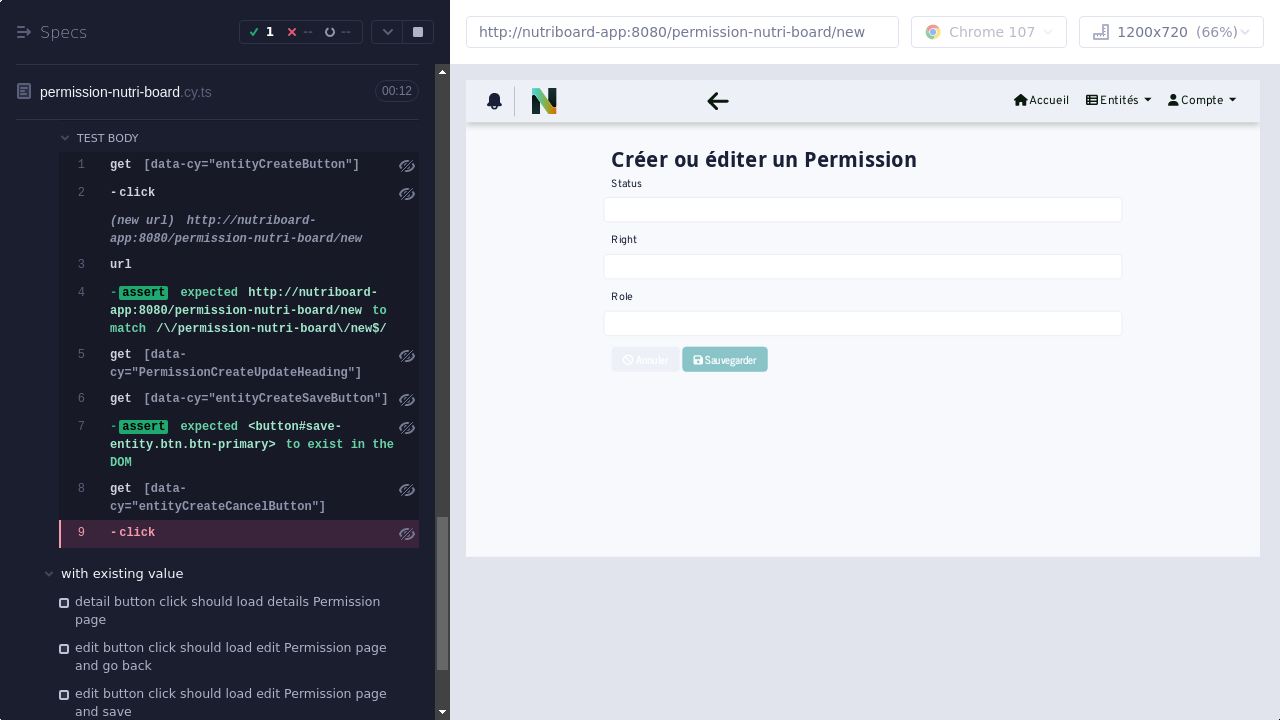 Specs
1
--
--
permission-nutri-board.cy.ts
00:12
TEST BODY
1 get [data-cy="entityCreateButton"]
2 -click
(new url) http://nutriboard-
app:8080/permission-nutri-board/new
3 url
4 -assert expected http://nutriboard-
app:8080/permission-nutri-board/new to
match /\/permission-nutri-board\/new$/
5 get [data-
cy="PermissionCreateUpdateHeading"]
6 get [data-cy="entityCreateSaveButton"]
7 -assert expected <button#save-
entity.btn.btn-primary> to exist in the
DOM
8 get [data-
cy="entityCreateCancelButton"]
9 -click
with existing value
detail button click should load details Permission
page
edit button click should load edit Permission page
and go back
edit button click should load edit Permission page
and save
http://nutriboard-app:8080/permission-nutri-board/new
Chrome 107
1200x720 (66%)
N
Accueil
Entités
Compte
Créer ou éditer un Permission
Status
Right
Role
Annuler
Sauvegarder